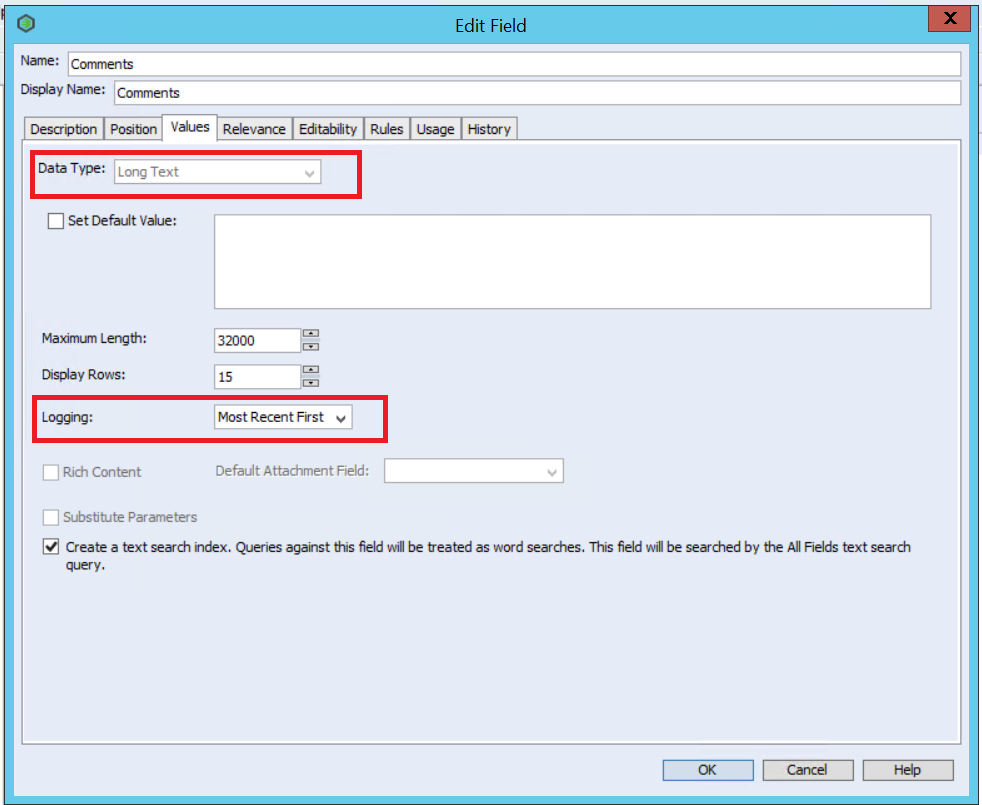 Edit Field
X
Name: Comments
Display Name: Comments
Description Position Values Relevance Editability Rules Usage History
Data Type: Long Text
Set Default Value:
Maximum Length: 32000
Display Rows: 15
Logging: Most Recent First
Rich Content Default Attachment Field:
Substitute Parameters
Create a text search index. Queries against this field will be treated as word searches. This field will be searched by the All Fields text search
query.
OK Cancel Help